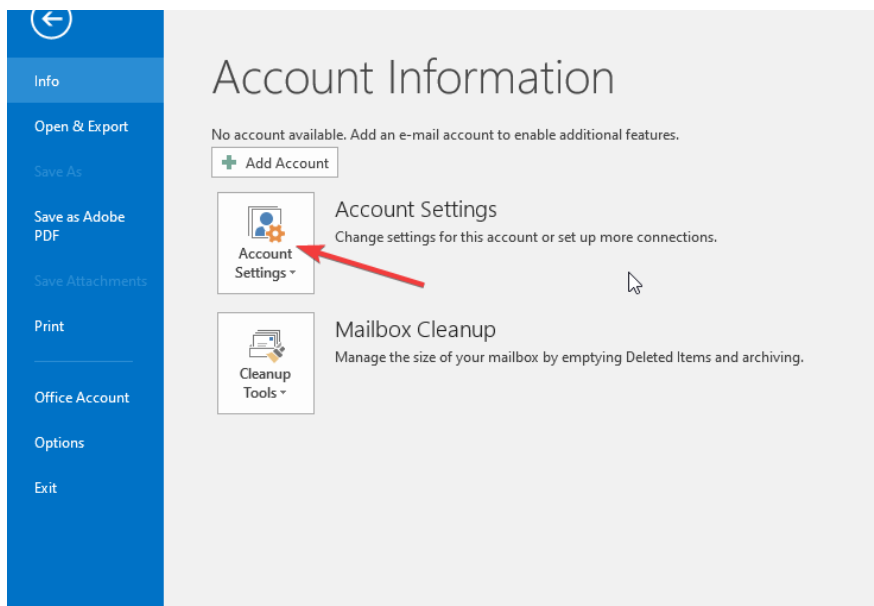 Info
Open & Export
Save As
Save as Adobe
PDF
Save Attachments
Print
Office Account
Options
Exit
Account Information
No account available. Add an e-mail account to enable additional features.
Add Account
Account
Settings
Account Settings
Change settings for this account or set up more connections.
Cleanup
Tools
Mailbox Cleanup
Manage the size of your mailbox by emptying Deleted Items and archiving.